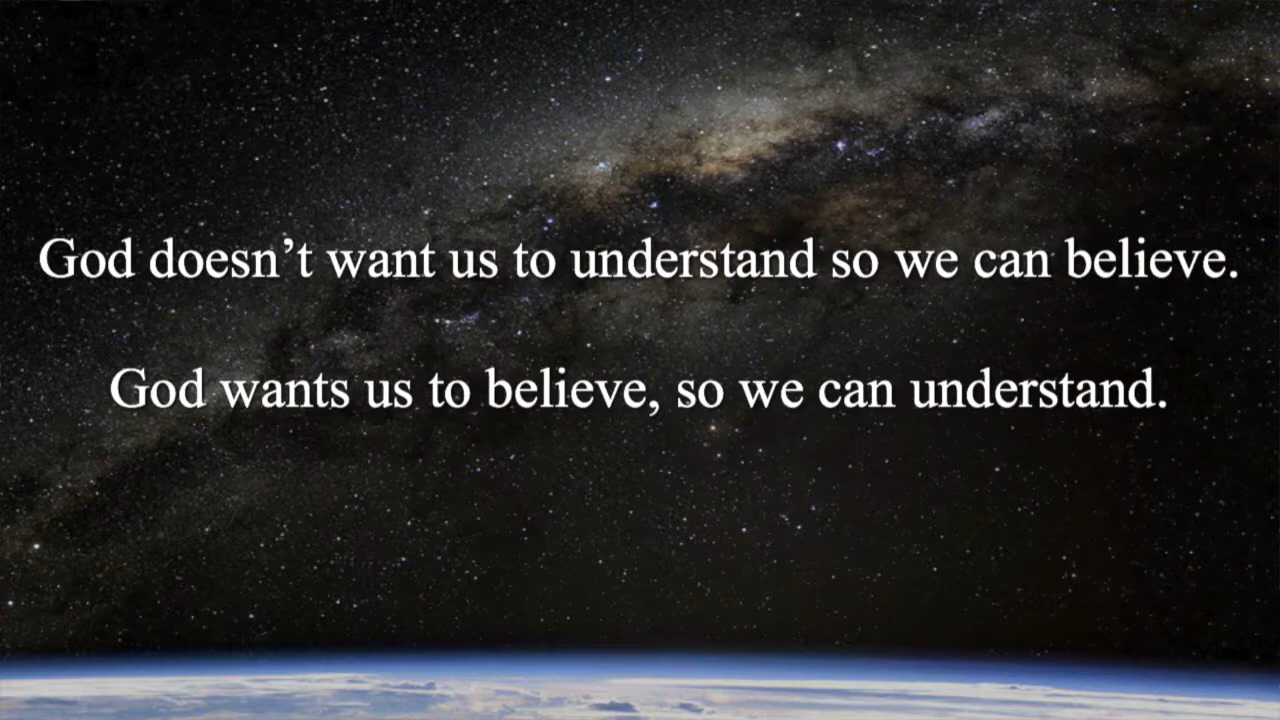 God doesn’t want us to understand so we can believe.
God wants us to believe, so we can understand.